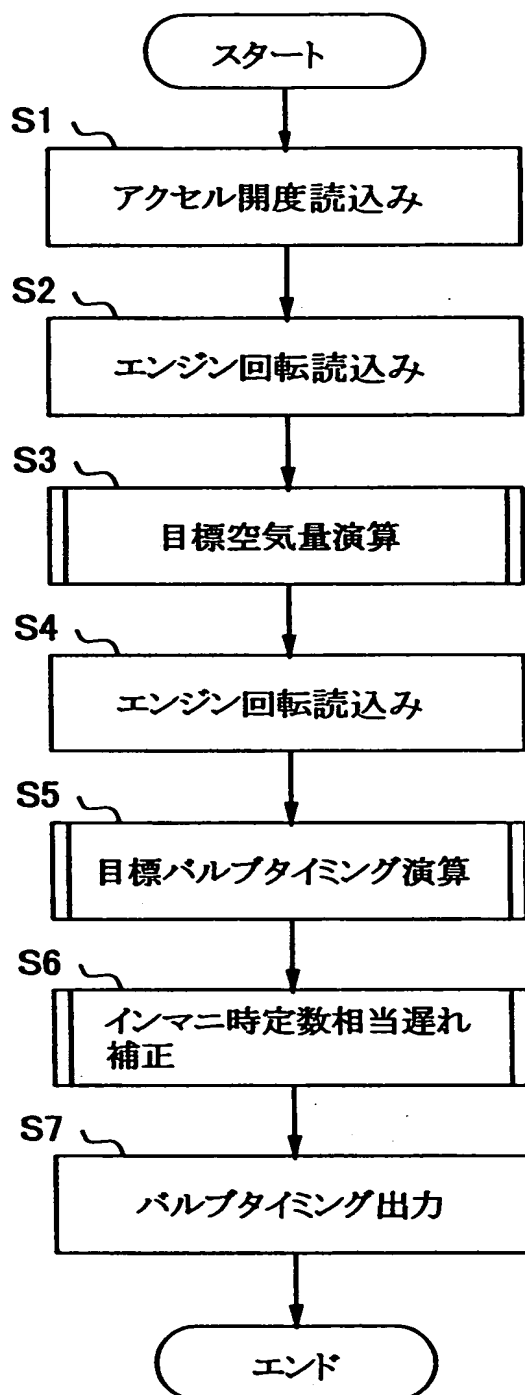 スタート
S1
アクセル開度読込み
S2
エンジン回転読込み
S3
目標空気量演算
S4
エンジン回転読込み
S5
目標バルブタイミング演算
S6
インマニ時定数相当遅れ
補正
S7
バルブタイミング出力
エンド